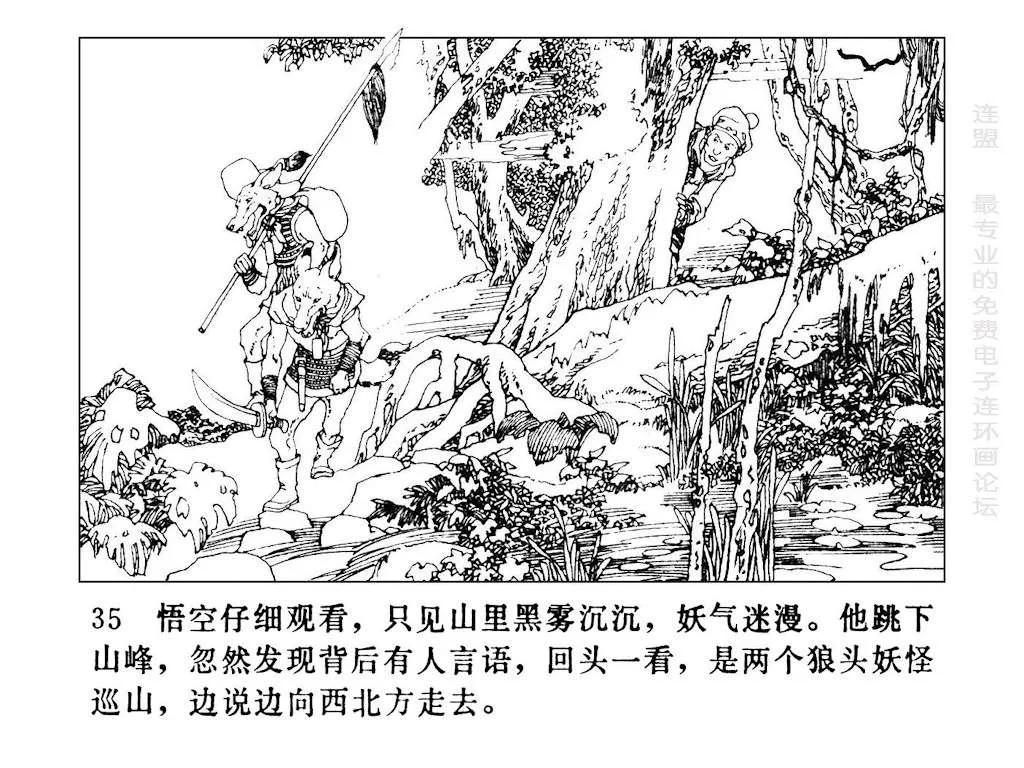 35 悟空仔细观看，只见山里黑雾沉沉，妖气迷漫。他跳下
山峰，忽然发现背后有人言语，回头一看，是两个狼头妖怪
巡山，边说边向西北方走去。
连盟 最专业的免费电子连环画论坛